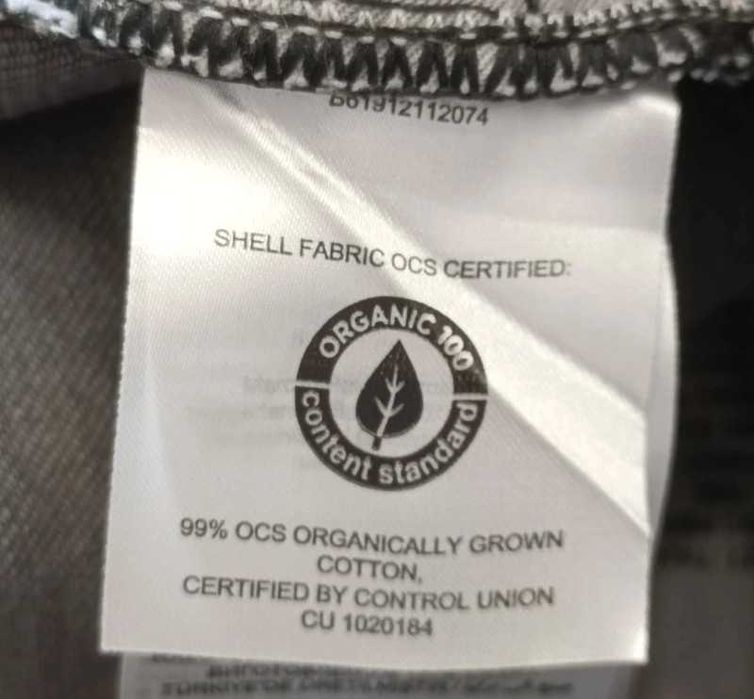 B61912112074
SHELL FABRIC OCS CERTIFIED:
ORGANIC 100
content standard
99% OCS ORGANICALLY GROWN
COTTON,
CERTIFIED BY CONTROL UNION
CU 1020184